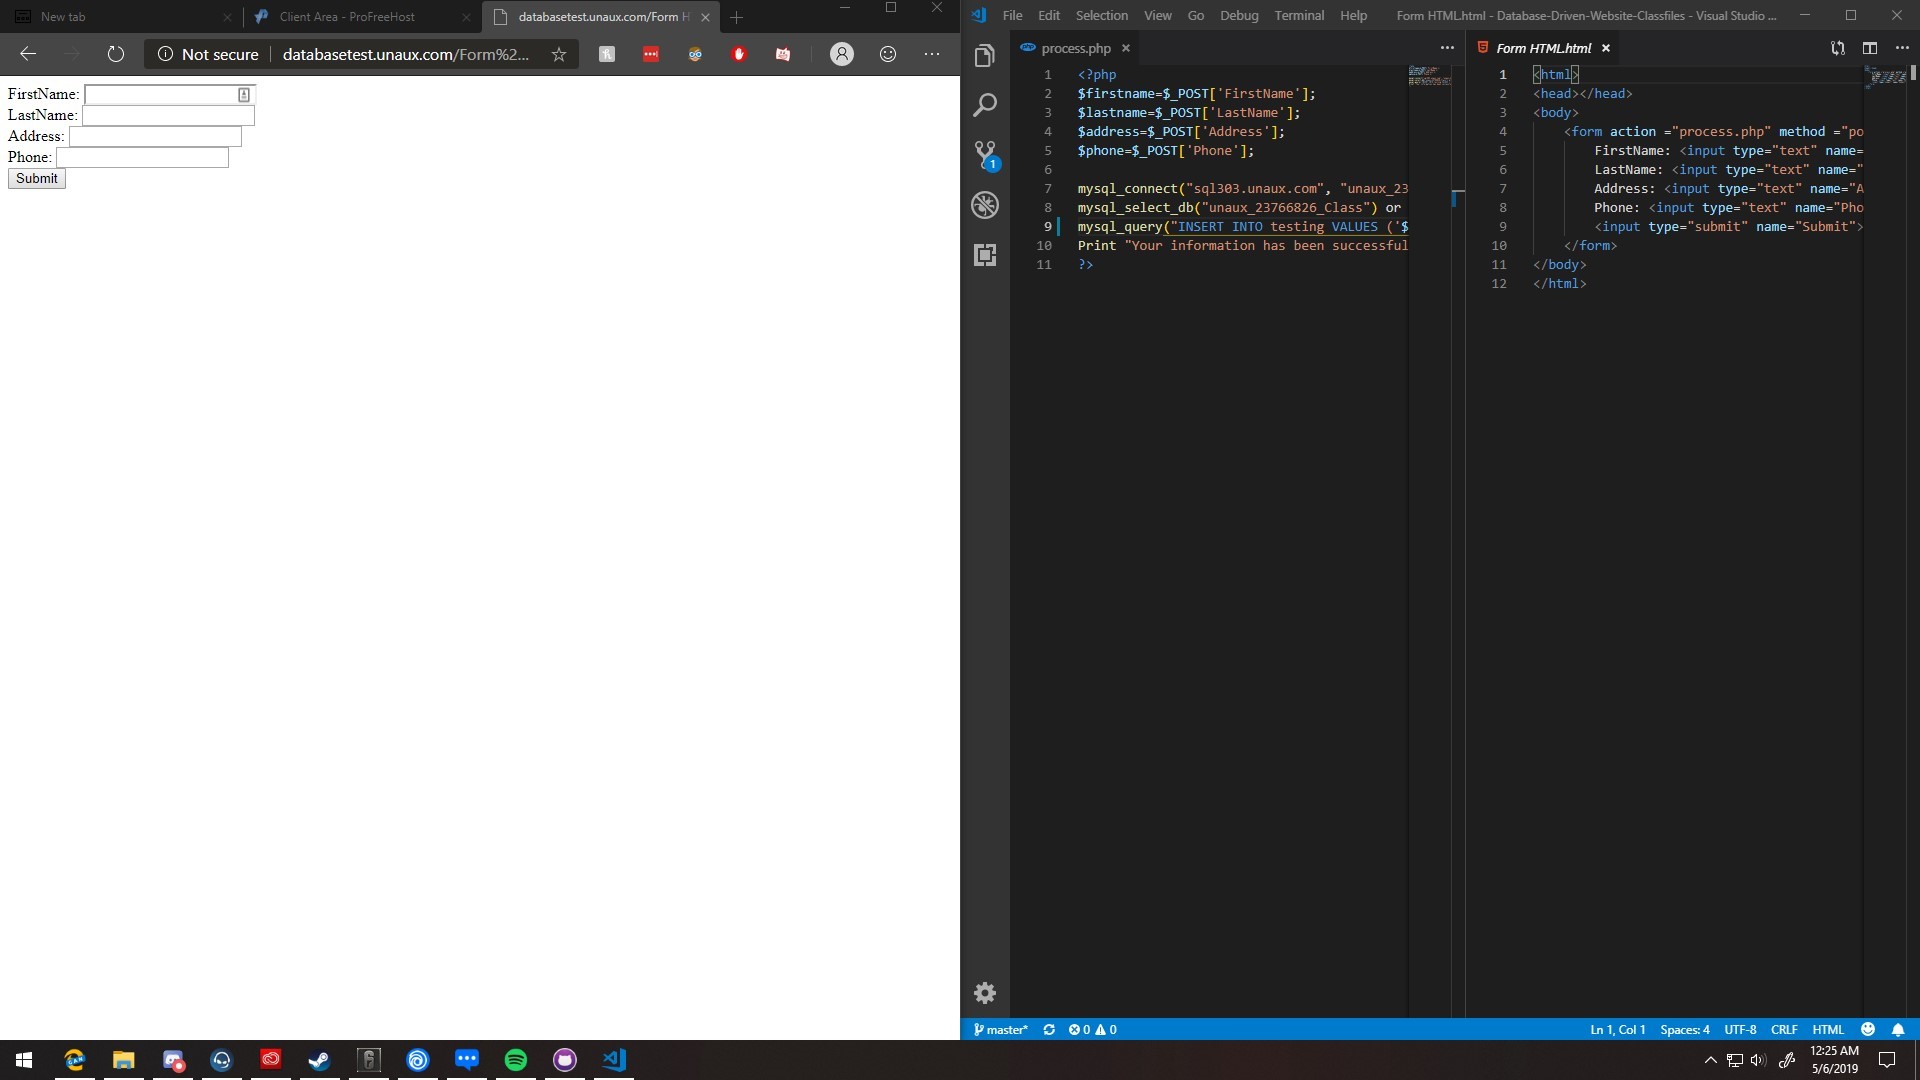 New tab
Client Area - ProFreeHost
databasetest.unaux.com/Form H
Not secure
databasetest.unaux.com/Form%2...
FirstName:
LastName:
Address:
Phone:
Submit
File Edit Selection View Go Debug Terminal Help
Form HTML.html - Database-Driven-Website-Classfiles - Visual Studio ...
1
process.php
1 <?php
2 $firstname=$_POST['FirstName'];
3 $lastname=$_POST['LastName'];
4 $address=$_POST['Address'];
5 $phone=$_POST['Phone'];
6
7 mysql_connect("sql303.unaux.com", "unaux_23
8 mysql_select_db("unaux_23766826_Class") or
9 mysql_query("INSERT INTO testing VALUES ('$
10 Print "Your information has been successful
11 ?>
Form HTML.html
1 <html>
2 <head></head>
3 <body>
4 <form action ="process.php" method ="po
5 FirstName: <input type="text" name=
6 LastName: <input type="text" name="
7 Address: <input type="text" name="A
8 Phone: <input type="text" name="Pho
9 <input type="submit" name="Submit">
10 </form>
11 </body>
12 </html>
master* 0 0
Ln 1, Col 1 Spaces: 4 UTF-8 CRLF HTML
12:25 AM
5/6/2019